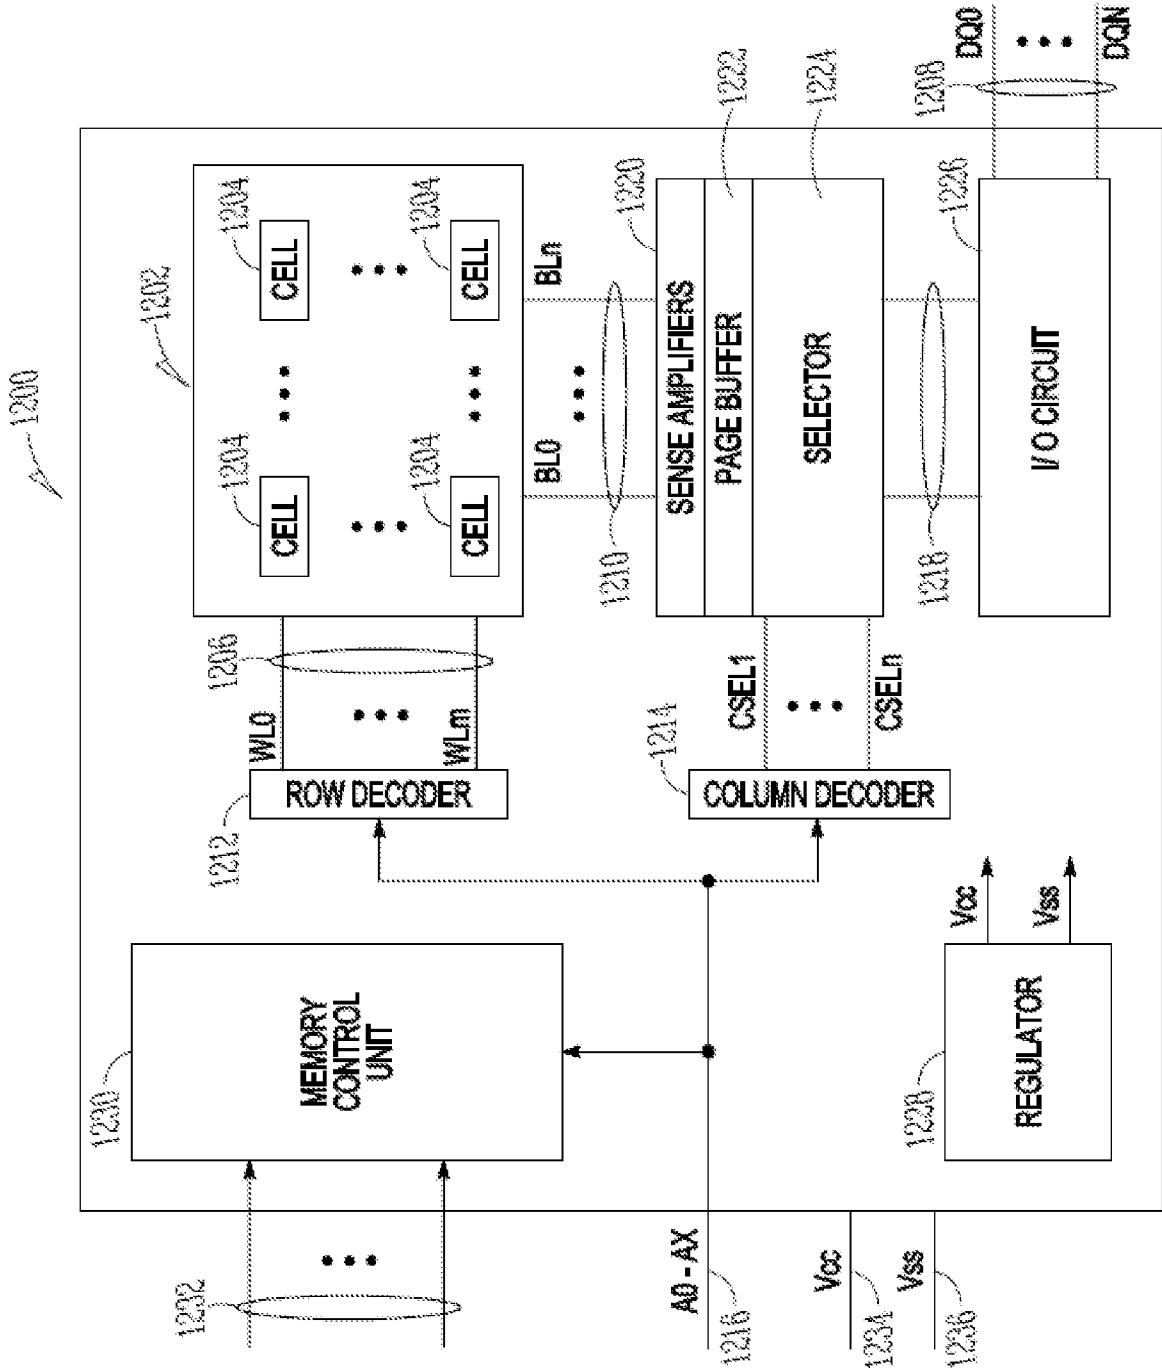 1200
1202
1230
1232
1212
1206
1204
1204
WL0
CELL
CELL
MEMORY
CONTROL
UNIT
ROW DECODER
1204
1204
WLm
CELL
CELL
BL0
BLn
1210
1220
1214
A0 - AX
SENSE AMPLIFIERS
1216
PAGE BUFFER
1222
CSEL1
COLUMN DECODER
SELECTOR
1224
Vcc
CSELn
1234
Vss
1228
1218
1208
1236
Vcc
DQ0
REGULATOR
1226
Vss
I/O CIRCUIT
DQN